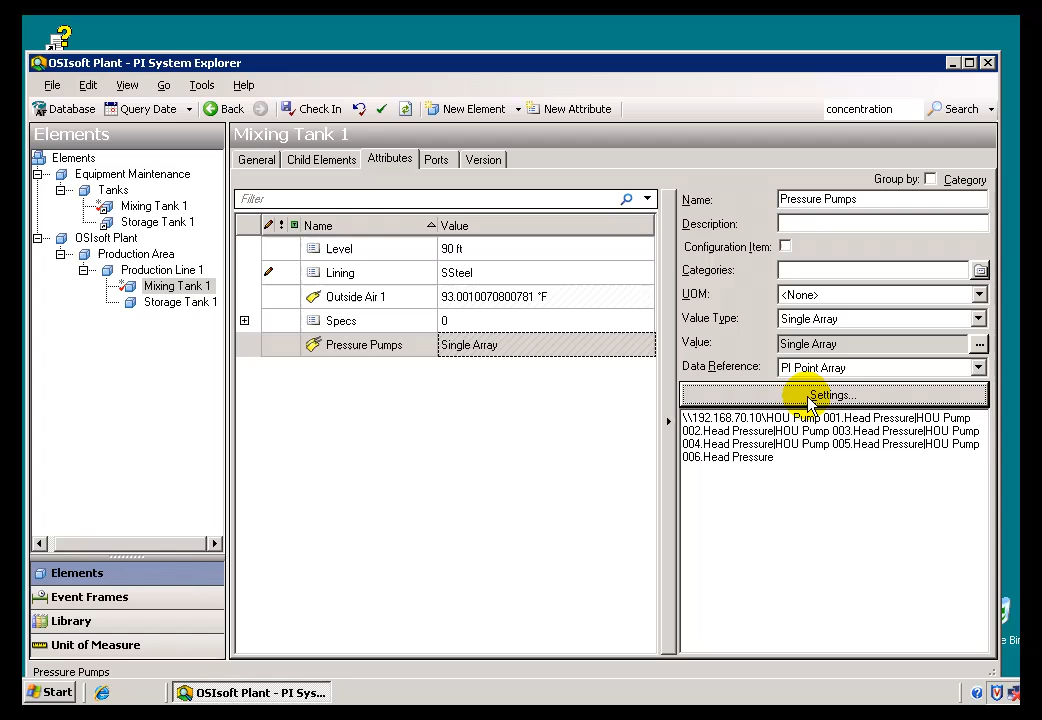 OSIsoft Plant - PI System Explorer
File Edit View Go Tools Help
Database Query Date Back Check In New Element New Attribute concentration Search
Elements
Mixing Tank 1
Elements
Equipment Maintenance
Tanks
Mixing Tank 1
Storage Tank 1
OSIsoft Plant
Production Area
Production Line 1
Mixing Tank 1
Storage Tank 1
General Child Elements Attributes Ports Version
Group by: Category
Filter
Name Value
Level 90 ft
Lining SSteel
Outside Air 1 93.0010070800781 °F
Specs 0
Pressure Pumps Single Array
Name: Pressure Pumps
Description:
Configuration Item:
Categories:
UOM: <None>
Value Type: Single Array
Value: Single Array ...
Data Reference: PI Point Array
Settings...
\\192.168.70.10\HOU Pump 001.Head Pressure|HOU Pump
002.Head Pressure|HOU Pump 003.Head Pressure|HOU Pump
004.Head Pressure|HOU Pump 005.Head Pressure|HOU Pump
006.Head Pressure
Elements
Event Frames
Library
Unit of Measure
Pressure Pumps
Start OSIsoft Plant - PI Sys...